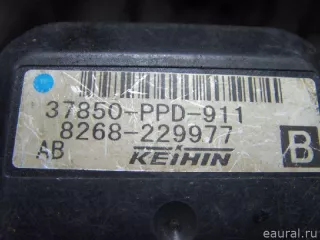 37850-PPD-911
8268-229977
AB
KEIHIN
B
eaural.ru